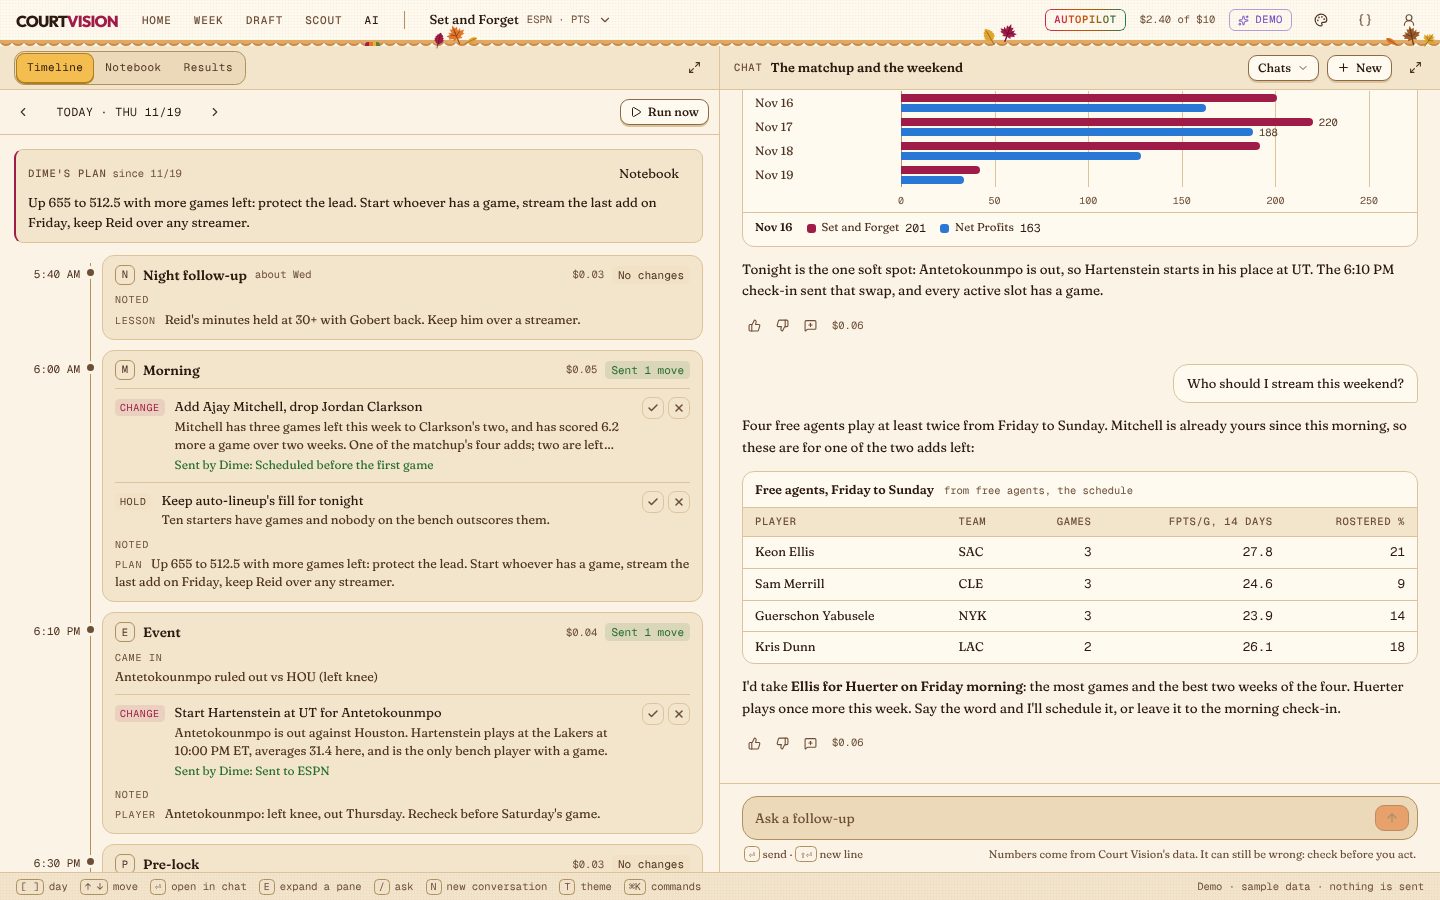 COURTVISION HOME WEEK DRAFT SCOUT AI Set and Forget ESPN · PTS AUTOPILOT $2.40 of $10 DEMO { }
Timeline Notebook Results
TODAY · THU 11/19 Run now
DIME'S PLAN since 11/19 Notebook
Up 655 to 512.5 with more games left: protect the lead. Start whoever has a game, stream the last add on
Friday, keep Reid over any streamer.
5:40 AM N Night follow-up about Wed $0.03 No changes
NOTED
LESSON Reid's minutes held at 30+ with Gobert back. Keep him over a streamer.
6:00 AM M Morning $0.05 Sent 1 move
CHANGE Add Ajay Mitchell, drop Jordan Clarkson
Mitchell has three games left this week to Clarkson's two, and has scored 6.2
more a game over two weeks. One of the matchup's four adds; two are left...
Sent by Dime: Scheduled before the first game
HOLD Keep auto-lineup's fill for tonight
Ten starters have games and nobody on the bench outscores them.
NOTED
PLAN Up 655 to 512.5 with more games left: protect the lead. Start whoever has a game, stream the
last add on Friday, keep Reid over any streamer.
6:10 PM E Event $0.04 Sent 1 move
CAME IN
Antetokounmpo ruled out vs HOU (left knee)
CHANGE Start Hartenstein at UT for Antetokounmpo
Antetokounmpo is out against Houston. Hartenstein plays at the Lakers at
10:00 PM ET, averages 31.4 here, and is the only bench player with a game.
Sent by Dime: Sent to ESPN
NOTED
PLAYER Antetokounmpo: left knee, out Thursday. Recheck before Saturday's game.
6:30 PM P Pre-lock $0.03 No changes
CHAT The matchup and the weekend Chats New
Nov 16
Nov 17 220
188
Nov 18
Nov 19
0 50 100 150 200 250
Nov 16 Set and Forget 201 Net Profits 163
Tonight is the one soft spot: Antetokounmpo is out, so Hartenstein starts in his place at UT. The 6:10 PM
check-in sent that swap, and every active slot has a game.
$0.06
Who should I stream this weekend?
Four free agents play at least twice from Friday to Sunday. Mitchell is already yours since this morning, so
these are for one of the two adds left:
Free agents, Friday to Sunday from free agents, the schedule
PLAYER TEAM GAMES FPTS/G, 14 DAYS ROSTERED %
Keon Ellis SAC 3 27.8 21
Sam Merrill CLE 3 24.6 9
Guerschon Yabusele NYK 3 23.9 14
Kris Dunn LAC 2 26.1 18
I'd take Ellis for Huerter on Friday morning: the most games and the best two weeks of the four. Huerter
plays once more this week. Say the word and I'll schedule it, or leave it to the morning check-in.
$0.06
Ask a follow-up
⏎ send · ⇧⏎ new line Numbers come from Court Vision's data. It can still be wrong: check before you act.
[ ] day ↑ ↓ move ⏎ open in chat E expand a pane / ask N new conversation T theme ⌘K commands Demo · sample data · nothing is sent